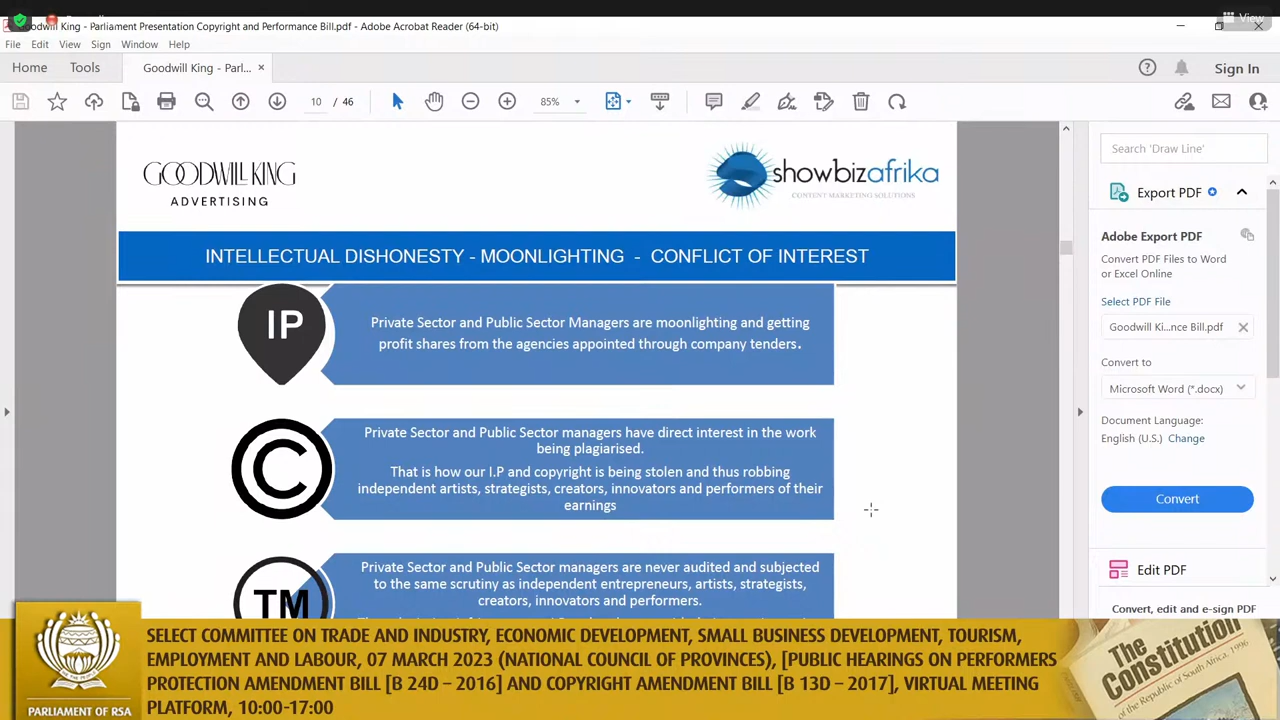 View
Goodwill King - Parliament Presentation Copyright and Performance Bill.pdf - Adobe Acrobat Reader (64-bit)
File Edit View Sign Window Help
Home Tools Goodwill King - Parl... × Sign In
10 / 46 85%
GOODWILL KING
ADVERTISING
showbizafrika
CONTENT MARKETING SOLUTIONS
INTELLECTUAL DISHONESTY - MOONLIGHTING - CONFLICT OF INTEREST
IP
Private Sector and Public Sector Managers are moonlighting and getting
profit shares from the agencies appointed through company tenders.
C
Private Sector and Public Sector managers have direct interest in the work
being plagiarised.
That is how our I.P and copyright is being stolen and thus robbing
independent artists, strategists, creators, innovators and performers of their
earnings
TM
Private Sector and Public Sector managers are never audited and subjected
to the same scrutiny as independent entrepreneurs, artists, strategists,
creators, innovators and performers.
Search 'Draw Line'
Export PDF
Adobe Export PDF
Convert PDF Files to Word
or Excel Online
Select PDF File
Goodwill Ki...nce Bill.pdf
Convert to
Microsoft Word (*.docx)
Document Language:
English (U.S.) Change
Convert
Edit PDF
Convert, edit and e-sign PDF
PARLIAMENT OF RSA
SELECT COMMITTEE ON TRADE AND INDUSTRY, ECONOMIC DEVELOPMENT, SMALL BUSINESS DEVELOPMENT, TOURISM,
EMPLOYMENT AND LABOUR, 07 MARCH 2023 (NATIONAL COUNCIL OF PROVINCES), [PUBLIC HEARINGS ON PERFORMERS
PROTECTION AMENDMENT BILL [B 24D – 2016] AND COPYRIGHT AMENDMENT BILL [B 13D – 2017], VIRTUAL MEETING
PLATFORM, 10:00-17:00
The
Constitution
of the Republic of South Africa, 1996